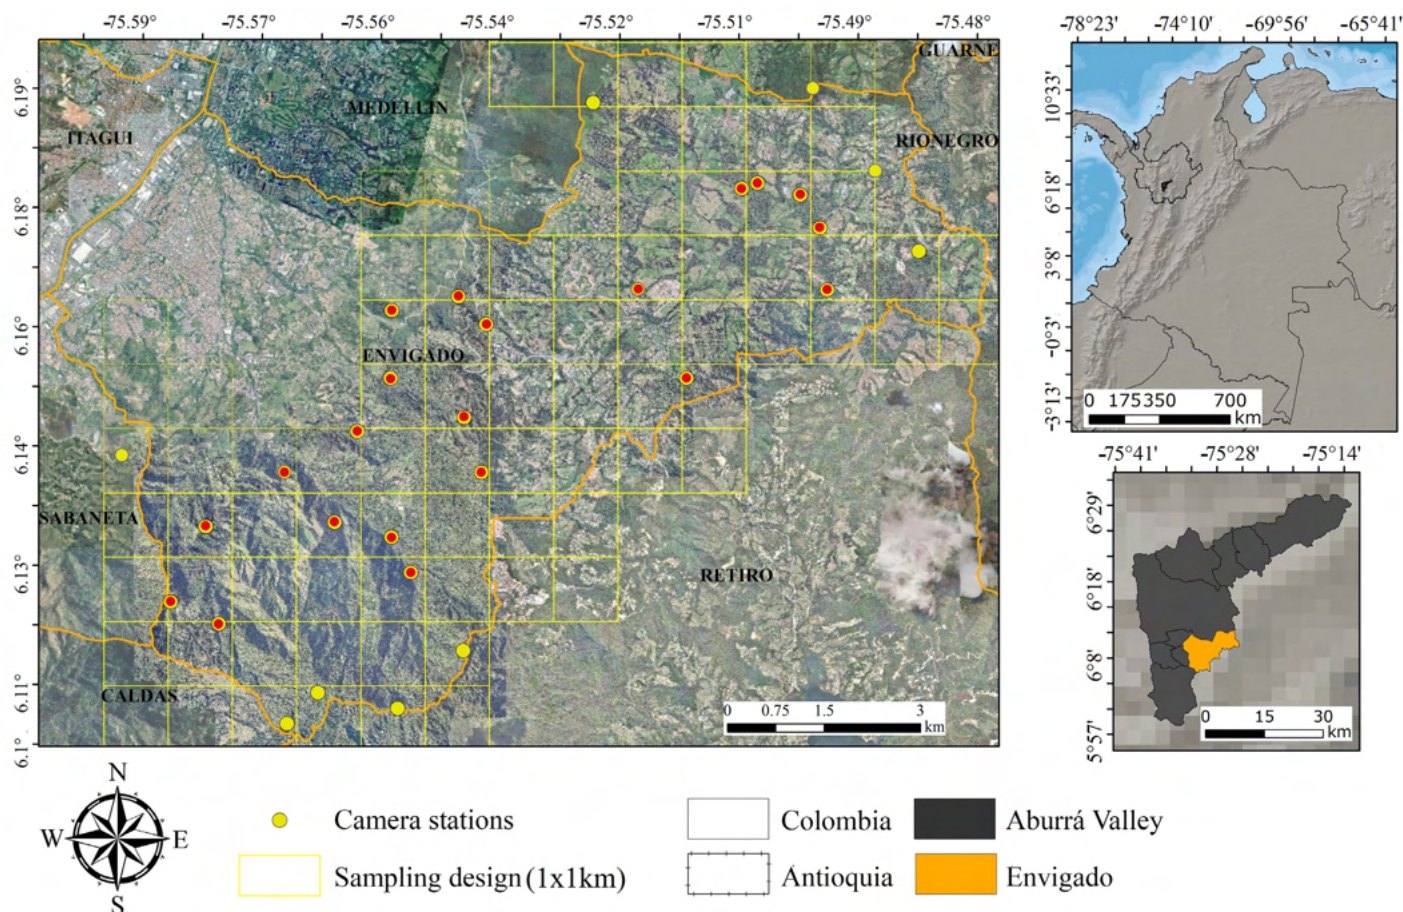 -75.59° -75.57° -75.56° -75.54° -75.52° -75.51° -75.49° -75.48°
-78°23' -74°10' -69°56' -65°41'
GUARNE
MEDELLIN
ITAGUI
RIONEGRO
6.19°
6.18°
6.16°
6.14°
6.13°
6.11°
6.1°
ENVIGADO
SABANETA
RETIRO
CALDAS
0 0.75 1.5 3
km
10°33'
6°18'
3°8'
-0°3'
-3°13'
0 175 350 700
km
-75°41' -75°28' -75°14'
6°29'
6°18'
6°8'
5°57'
0 15 30
km
N
W E
S
Camera stations
Sampling design (1x1km)
Colombia
Antioquia
Aburrá Valley
Envigado